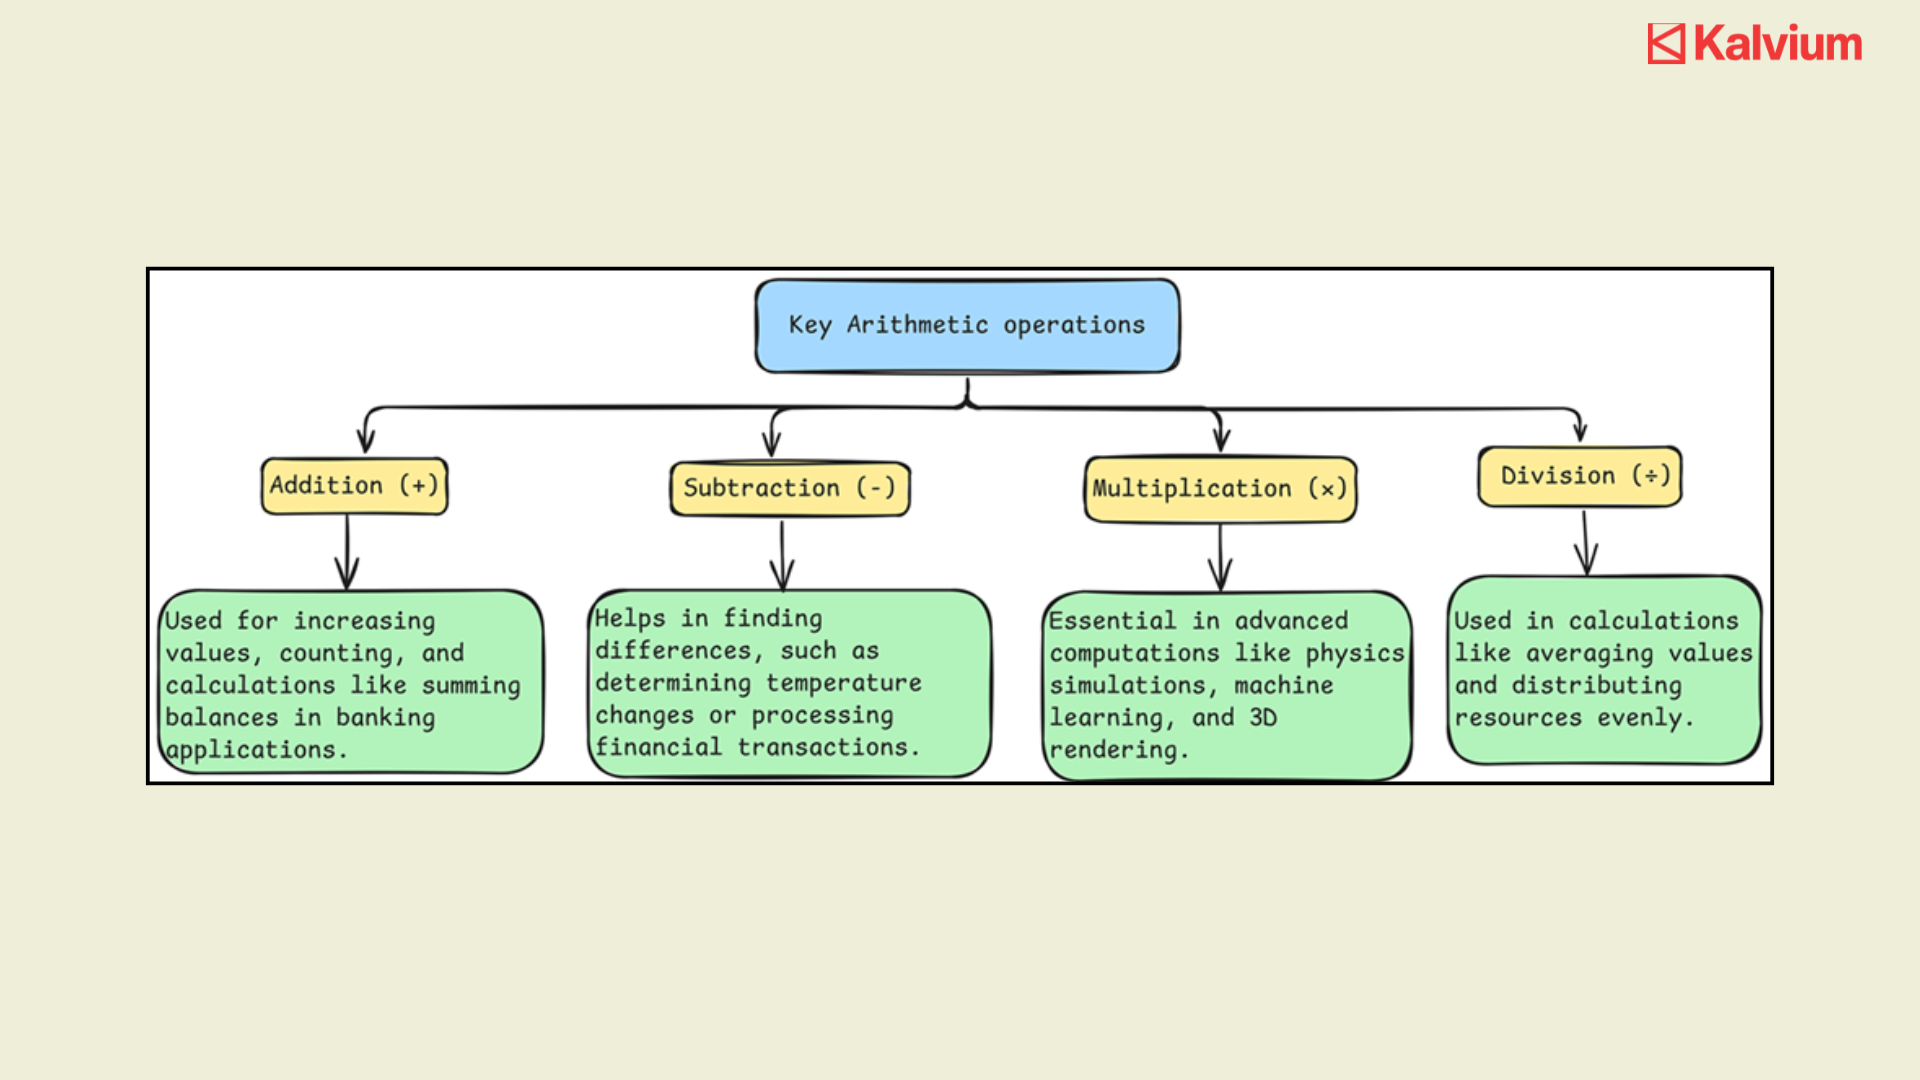 Kalvium
Key Arithmetic operations
Addition (+)
Subtraction (-)
Multiplication (×)
Division (÷)
Used for increasing
values, counting, and
calculations like summing
balances in banking
applications.
Helps in finding
differences, such as
determining temperature
changes or processing
financial transactions.
Essential in advanced
computations like physics
simulations, machine
learning, and 3D
rendering.
Used in calculations
like averaging values
and distributing
resources evenly.